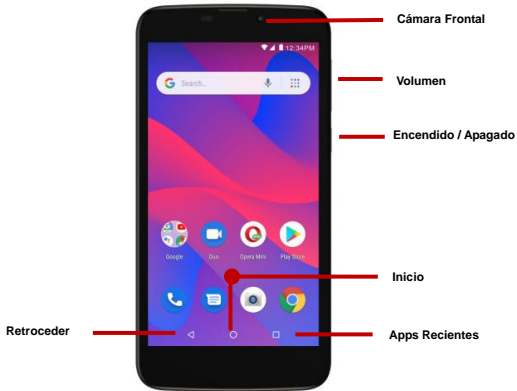 Cámara Frontal
12:34PM
Search...
Volumen
Encendido / Apagado
Google
Duo
Opera Mini
Play Store
Inicio
Retroceder
Apps Recientes